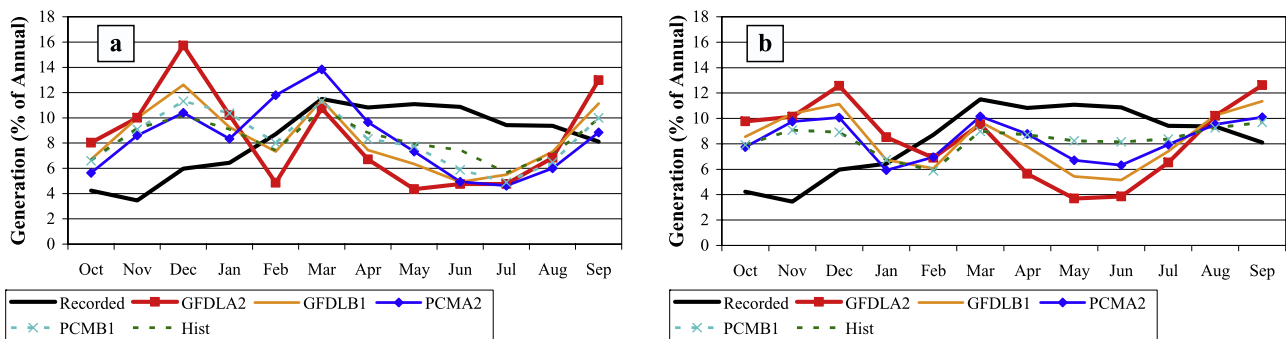 a
Generation (% of Annual)
18
16
14
12
10
8
6
4
2
0
Oct Nov Dec Jan Feb Mar Apr May Jun Jul Aug Sep
Recorded GFDLA2 GFDLB1 PCMA2
PCMB1 Hist
b
Generation (% of Annual)
18
16
14
12
10
8
6
4
2
0
Oct Nov Dec Jan Feb Mar Apr May Jun Jul Aug Sep
Recorded GFDLA2 GFDLB1 PCMA2
PCMB1 Hist